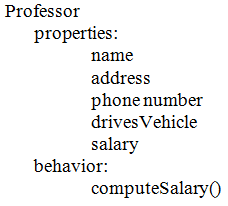 Professor
properties:
name
address
phone number
drivesVehicle
salary
behavior:
computeSalary()